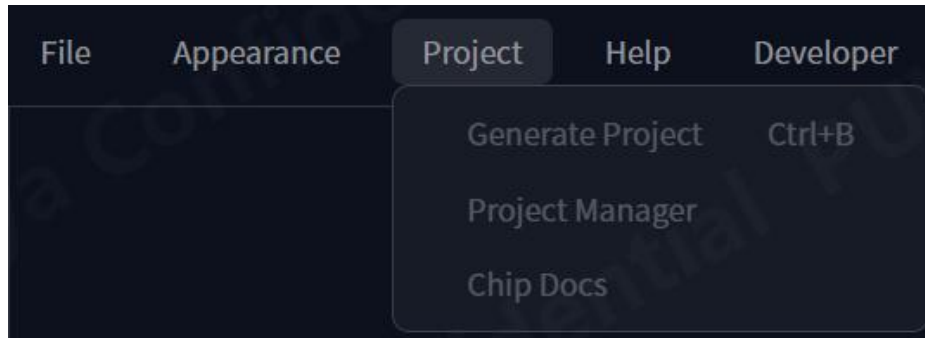 File Appearance Project Help Developer
Generate Project Ctrl+B
Project Manager
Chip Docs